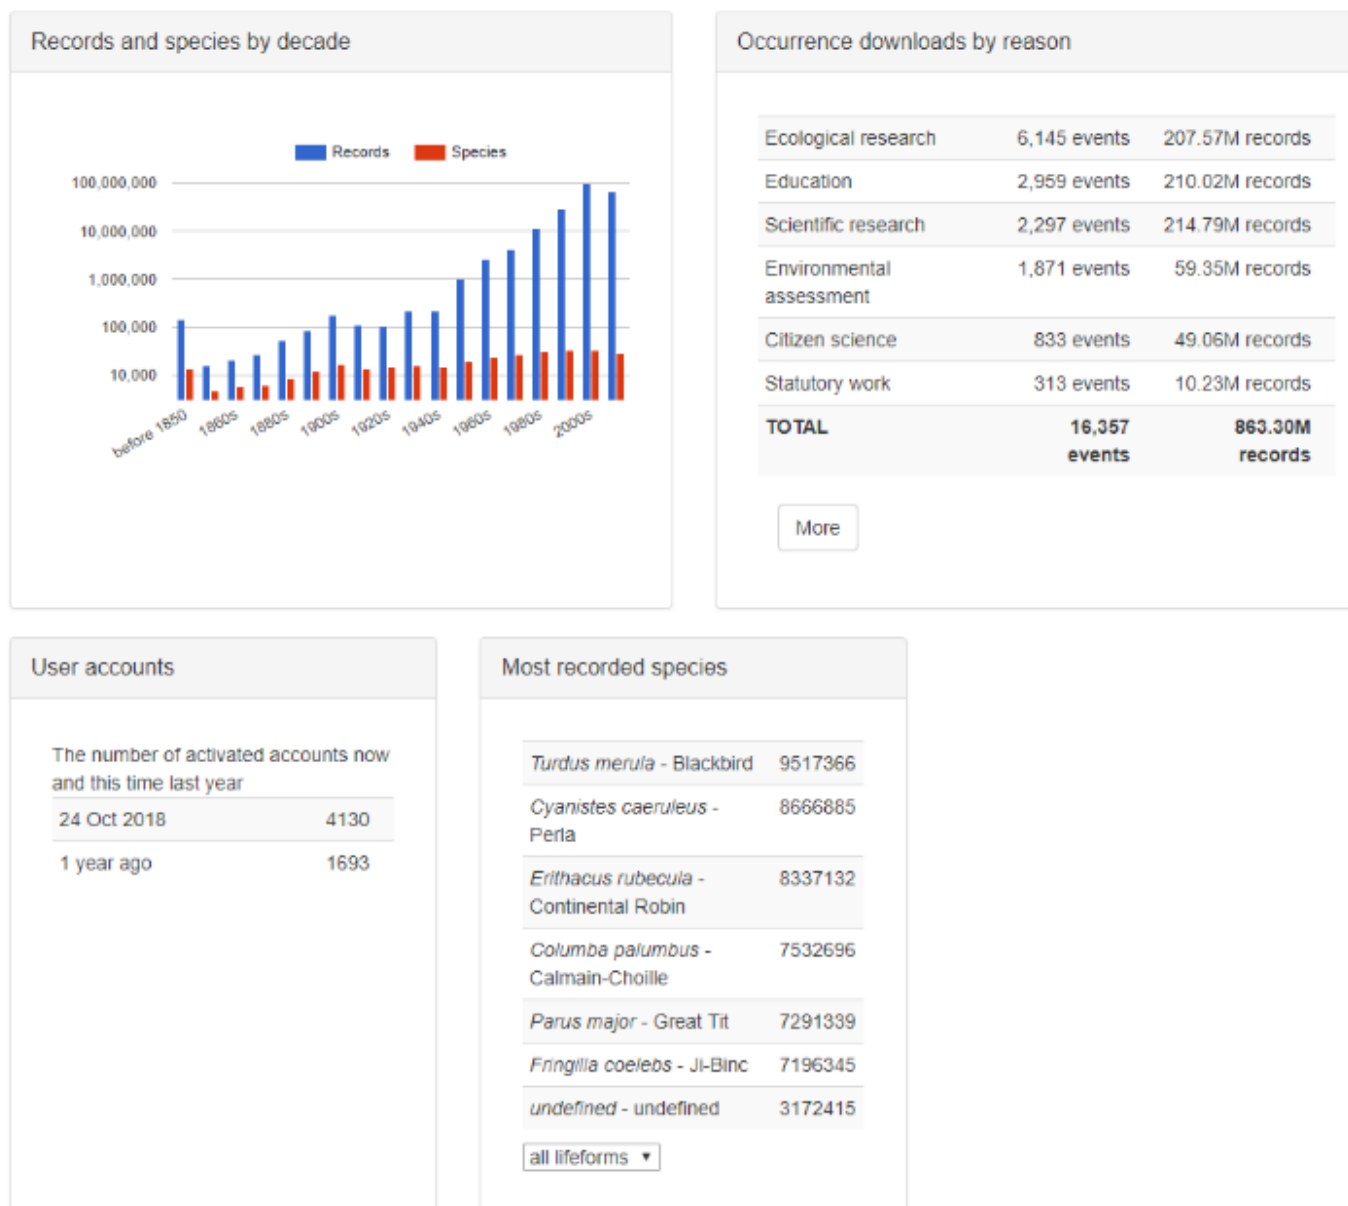 Records and species by decade
Records
Species
100,000,000
10,000,000
1,000,000
100,000
10,000
before 1850
1860s
1880s
1900s
1920s
1940s
1960s
1980s
2000s
Occurrence downloads by reason
Ecological research 6,145 events 207.57M records
Education 2,959 events 210.02M records
Scientific research 2,297 events 214.79M records
Environmental 1,871 events 59.35M records
assessment
Citizen science 833 events 49.06M records
Statutory work 313 events 10.23M records
TOTAL 16,357 863.30M
events records
More
User accounts
The number of activated accounts now
and this time last year
24 Oct 2018 4130
1 year ago 1693
Most recorded species
Turdus merula - Blackbird 9517366
Cyanistes caeruleus - 8666885
Perla
Erithacus rubecula - 8337132
Continental Robin
Columba palumbus - 7532696
Calmain-Choille
Parus major - Great Tit 7291339
Fringilla coelebs - Ji-Binc 7196345
undefined - undefined 3172415
all lifeforms